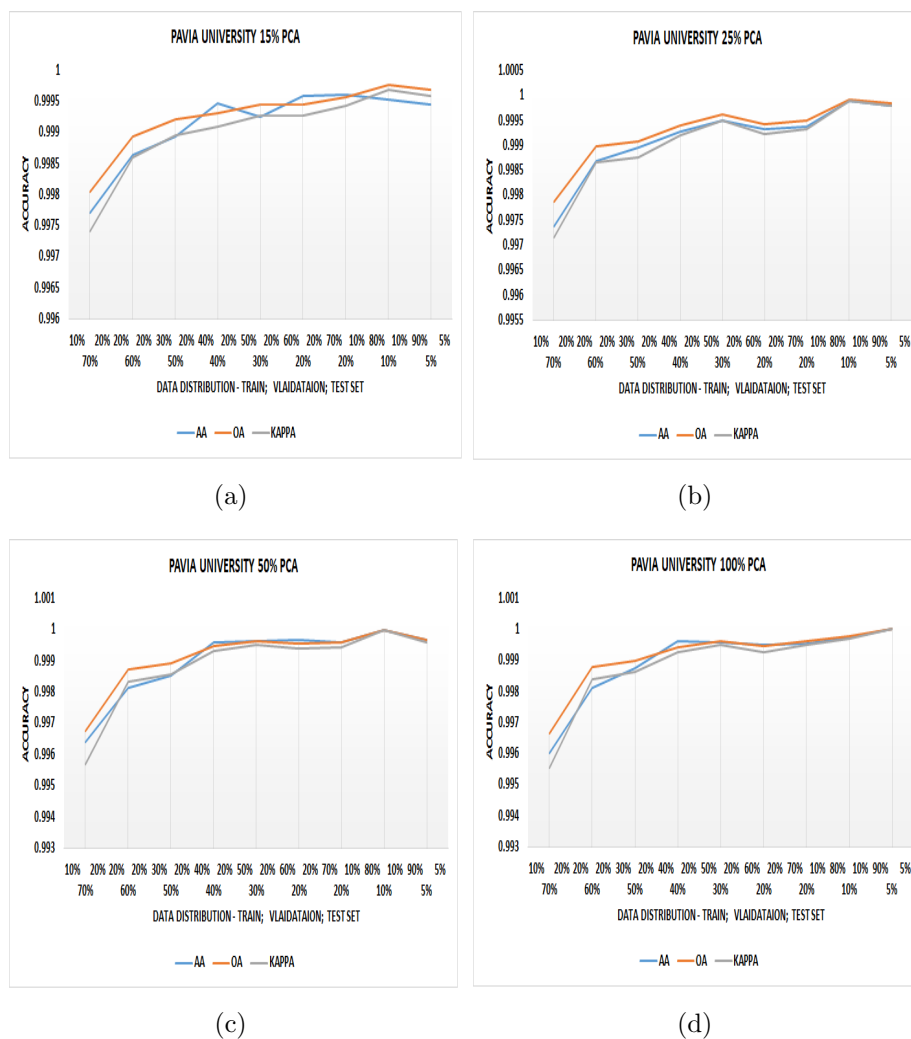 PAVIA UNIVERSITY 15% PCA
1
0.9995
0.999
0.9985
0.998
0.9975
0.997
0.9965
0.996
ACCURACY
10% 20% 20% 20% 30% 20% 40% 20% 50% 20% 60% 20% 70% 20% 80% 10% 90% 5%
70% 60% 50% 40% 30% 20% 20% 10% 5%
DATA DISTRIBUTION - TRAIN; VLAIDATAION; TEST SET
AA OA KAPPA
(a)
PAVIA UNIVERSITY 25% PCA
1.0005
1
0.9995
0.999
0.9985
0.998
0.9975
0.997
0.9965
0.996
0.9955
ACCURACY
10% 20% 20% 20% 30% 20% 40% 20% 50% 20% 60% 20% 70% 10% 80% 10% 90% 5%
70% 60% 50% 40% 30% 20% 20% 10% 5%
DATA DISTRIBUTION - TRAIN; VLAIDATAION; TEST SET
AA OA KAPPA
(b)
PAVIA UNIVERSITY 50% PCA
1.001
1
0.999
0.998
0.997
0.996
0.995
0.994
0.993
ACCURACY
10% 20% 20% 20% 30% 20% 40% 20% 50% 20% 60% 20% 70% 10% 80% 10% 90% 5%
70% 60% 50% 40% 30% 20% 20% 10% 5%
DATA DISTRIBUTION - TRAIN; VLAIDATAION; TEST SET
AA OA KAPPA
(c)
PAVIA UNIVERSITY 100% PCA
1.001
1
0.999
0.998
0.997
0.996
0.995
0.994
0.993
ACCURACY
10% 20% 20% 20% 30% 20% 40% 20% 50% 20% 60% 20% 70% 10% 80% 10% 90% 5%
70% 60% 50% 40% 30% 20% 20% 10% 5%
DATA DISTRIBUTION - TRAIN; VLAIDATAION; TEST SET
AA OA KAPPA
(d)